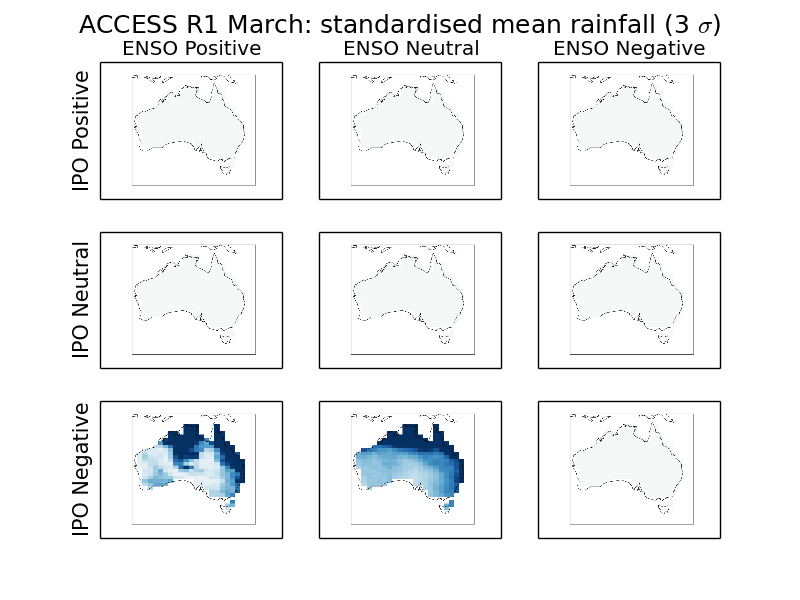 ACCESS R1 March: standardised mean rainfall (3 σ)
ENSO Positive ENSO Neutral ENSO Negative
IPO Positive
IPO Neutral
IPO Negative